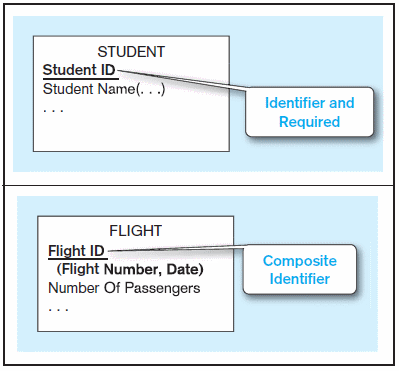 STUDENT
Student ID
Student Name(. . .)
. . .
Identifier and
Required
FLIGHT
Flight ID
(Flight Number, Date)
Number Of Passengers
. . .
Composite
Identifier